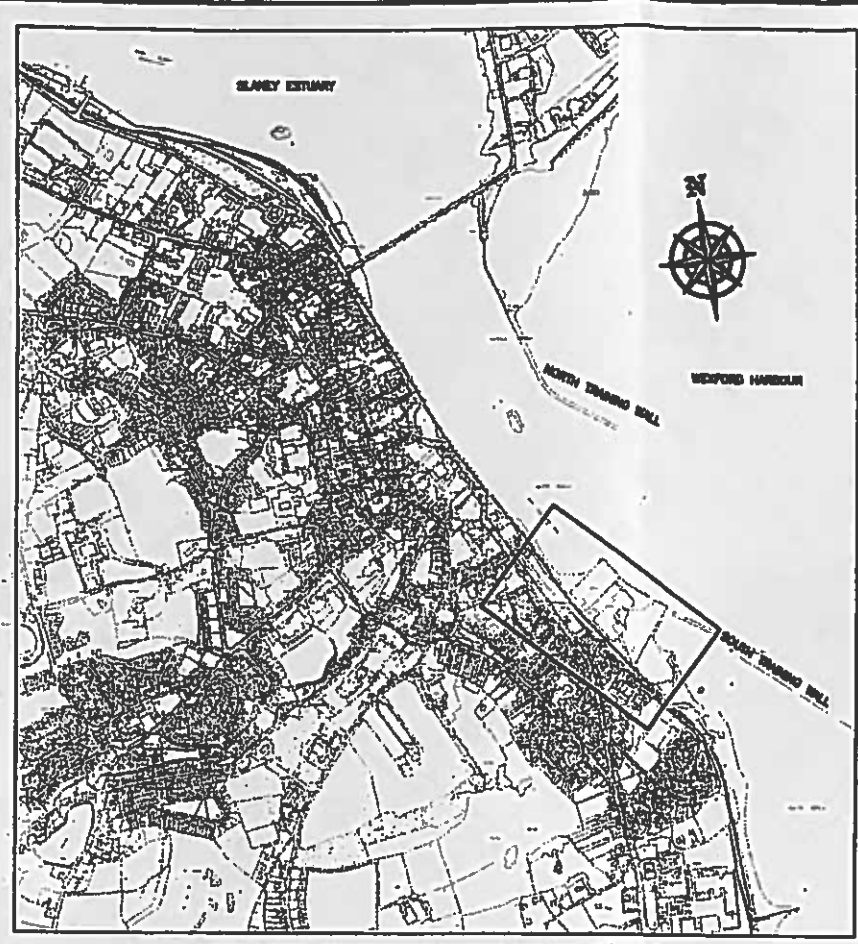 SLANEY ESTUARY
N
NORTH TRAINING WALL
WEXFORD HARBOUR
SOUTH TRAINING WALL